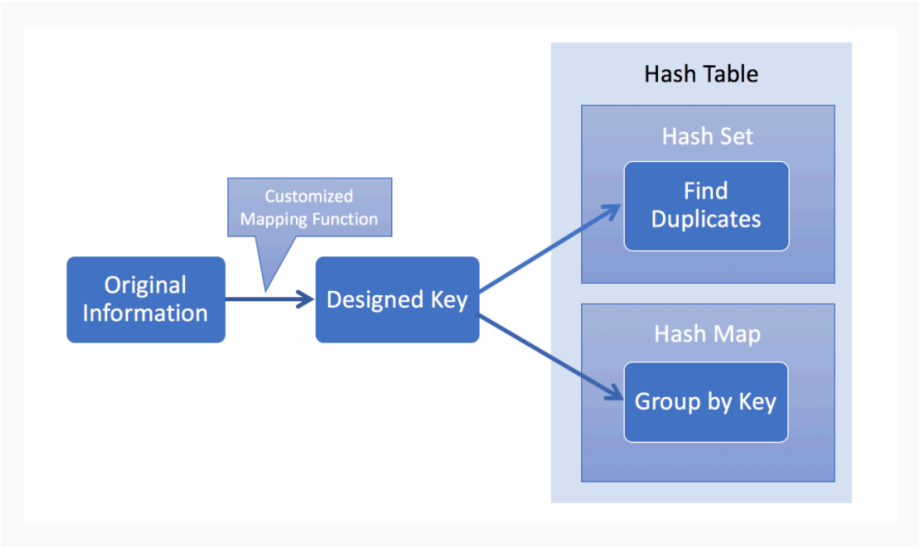 Hash Table
Hash Set
Find
Duplicates
Customized
Mapping Function
Original
Information
Designed Key
Hash Map
Group by Key